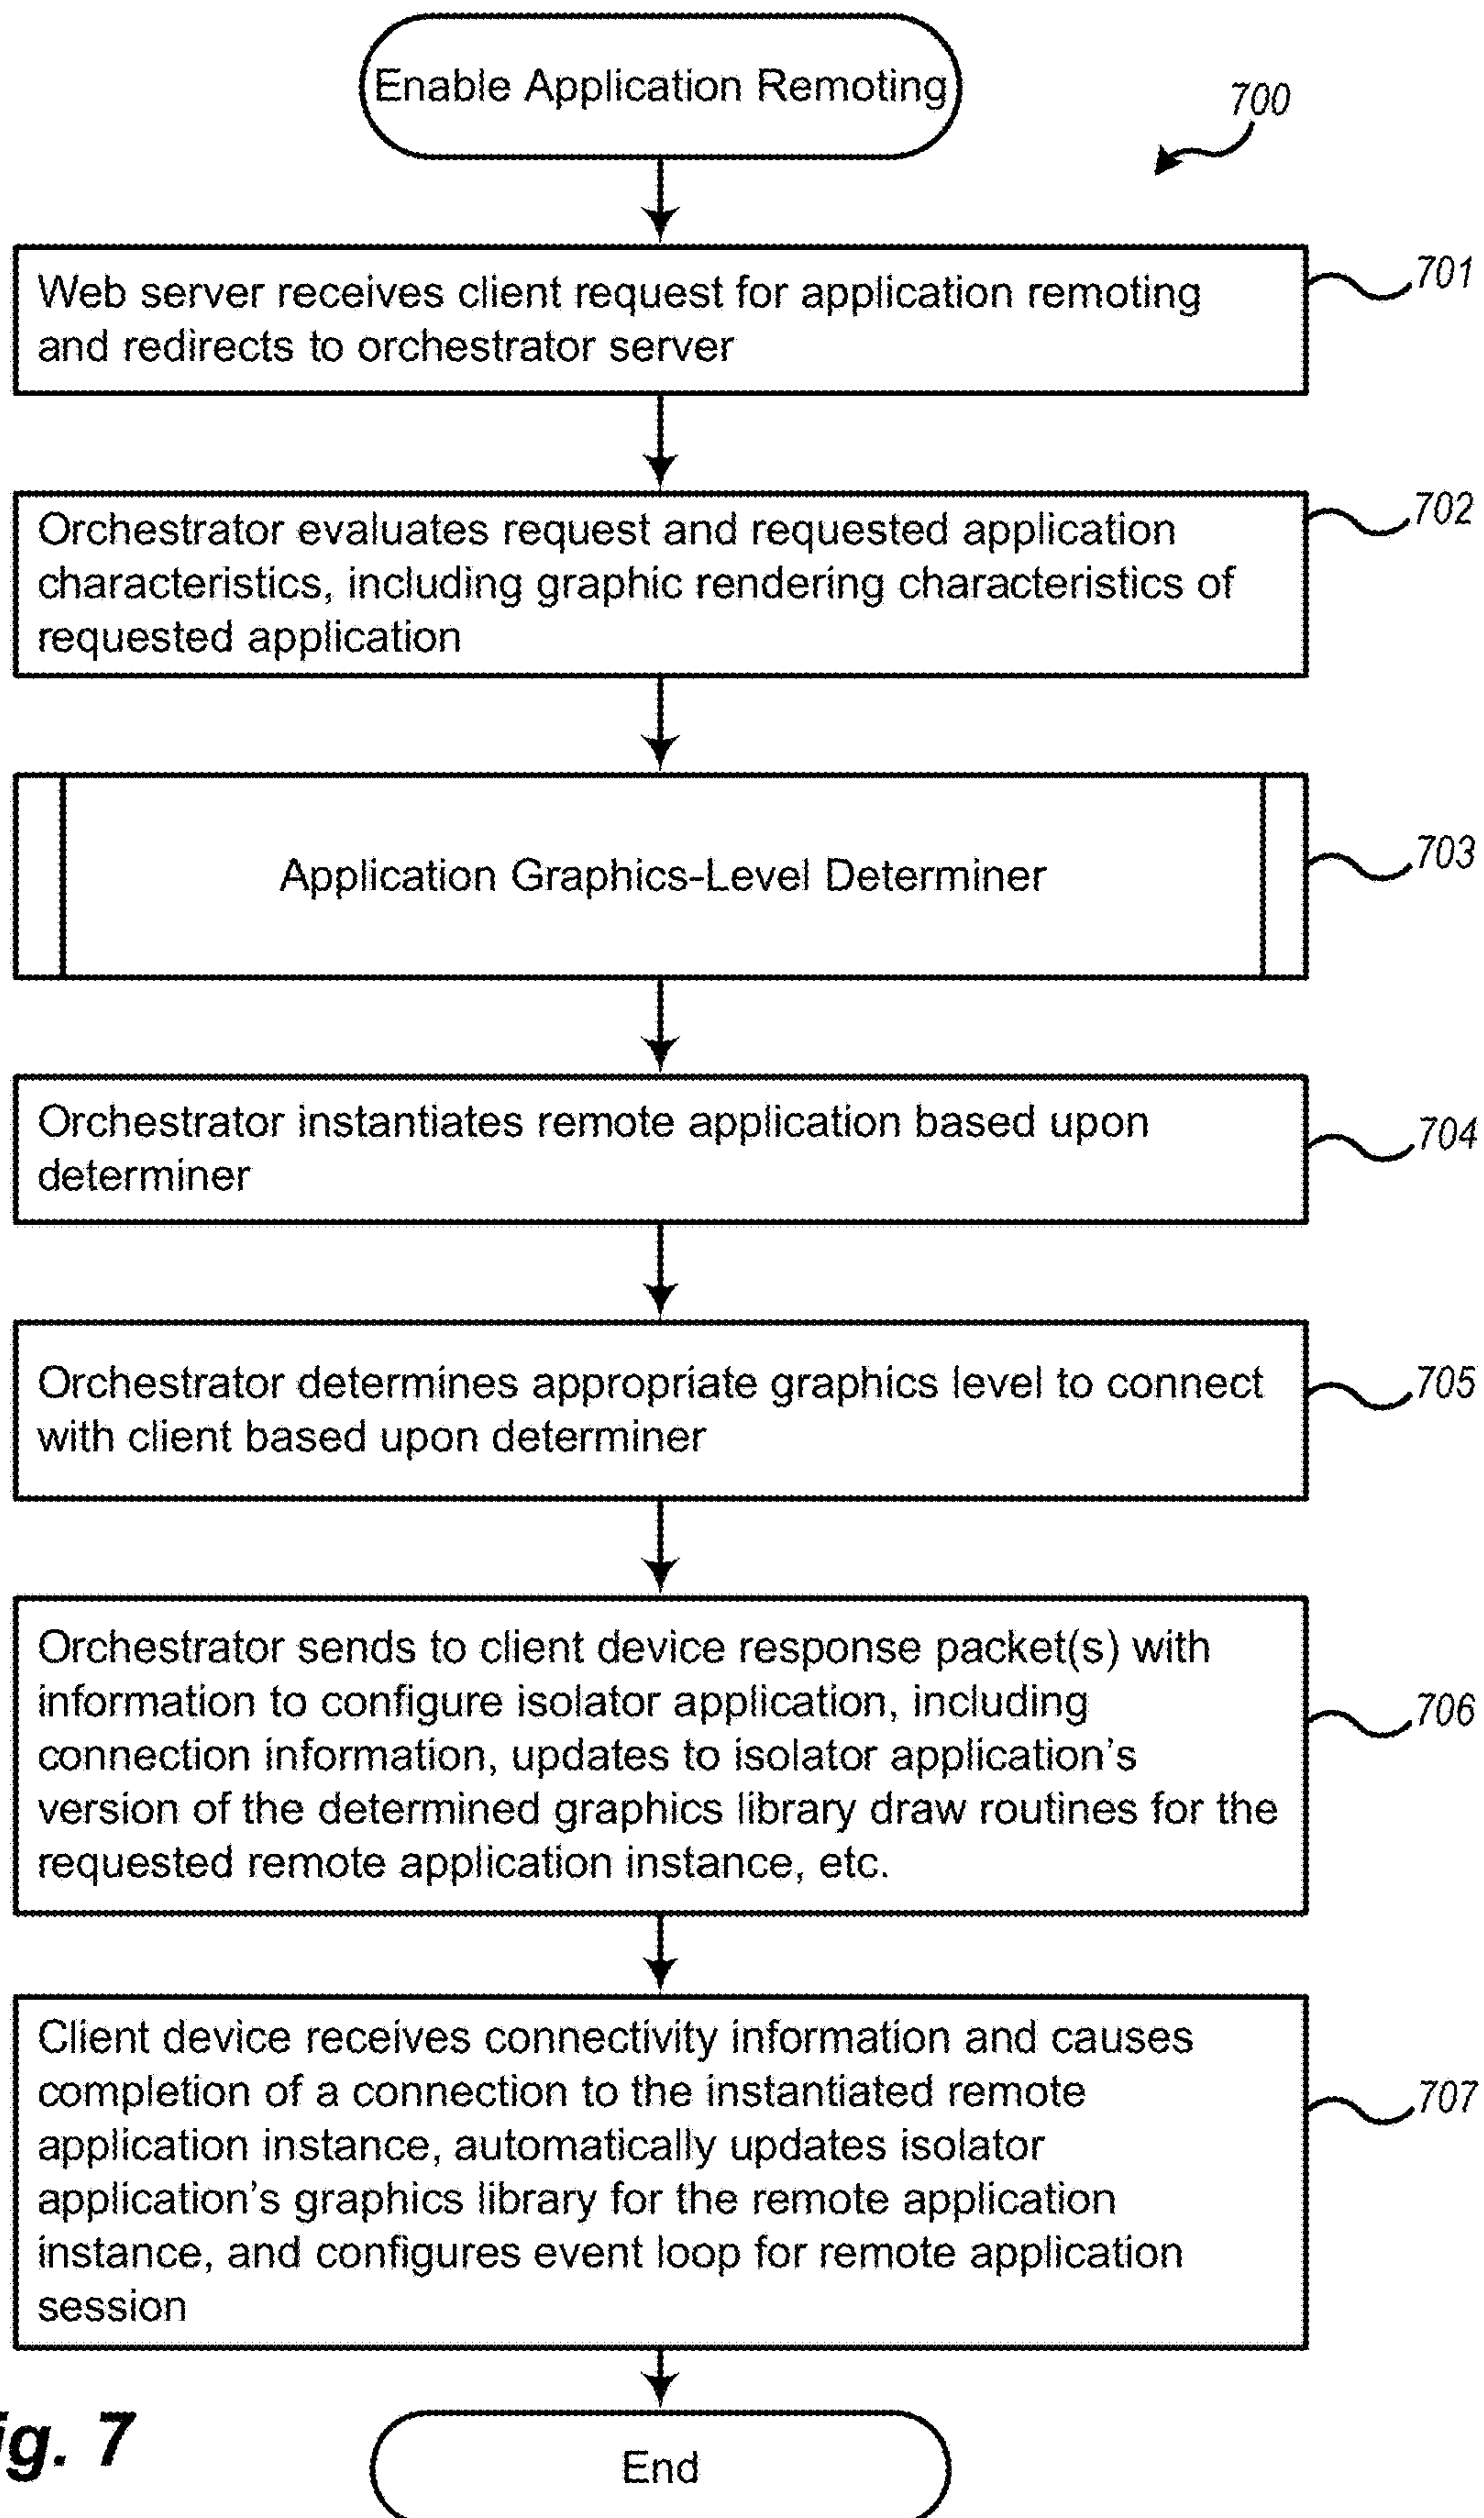 Enable Application Remoting
700
Web server receives client request for application remoting
and redirects to orchestrator server
701
Orchestrator evaluates request and requested application
characteristics, including graphic rendering characteristics of
requested application
702
Application Graphics-Level Determiner
703
Orchestrator instantiates remote application based upon
determiner
704
Orchestrator determines appropriate graphics level to connect
with client based upon determiner
705
Orchestrator sends to client device response packet(s) with
information to configure isolator application, including
connection information, updates to isolator application's
version of the determined graphics library draw routines for the
requested remote application instance, etc.
706
Client device receives connectivity information and causes
completion of a connection to the instantiated remote
application instance, automatically updates isolator
application's graphics library for the remote application
instance, and configures event loop for remote application
session
707
ig. 7
End